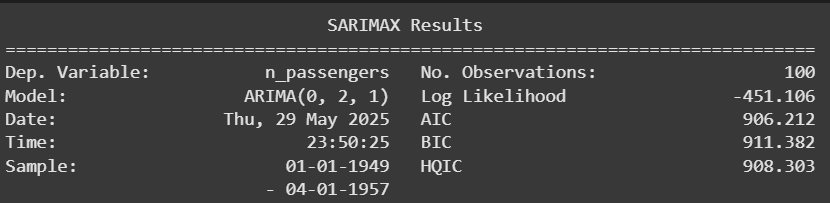 SARIMAX Results
==============================================================================
Dep. Variable: n_passengers No. Observations: 100
Model: ARIMA(0, 2, 1) Log Likelihood -451.106
Date: Thu, 29 May 2025 AIC 906.212
Time: 23:50:25 BIC 911.382
Sample: 01-01-1949 HQIC 908.303
- 04-01-1957